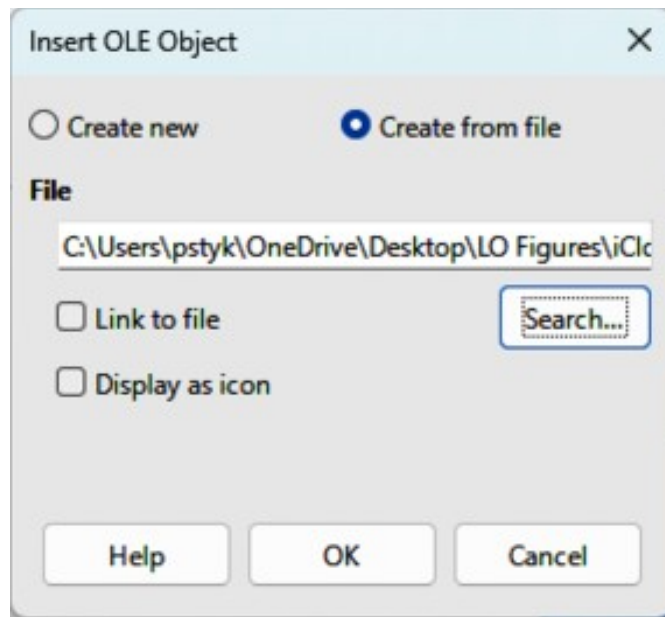 Insert OLE Object
Create new Create from file
File
C:\Users\pstyk\OneDrive\Desktop\LO Figures\iClo
Link to file Search...
Display as icon
Help OK Cancel